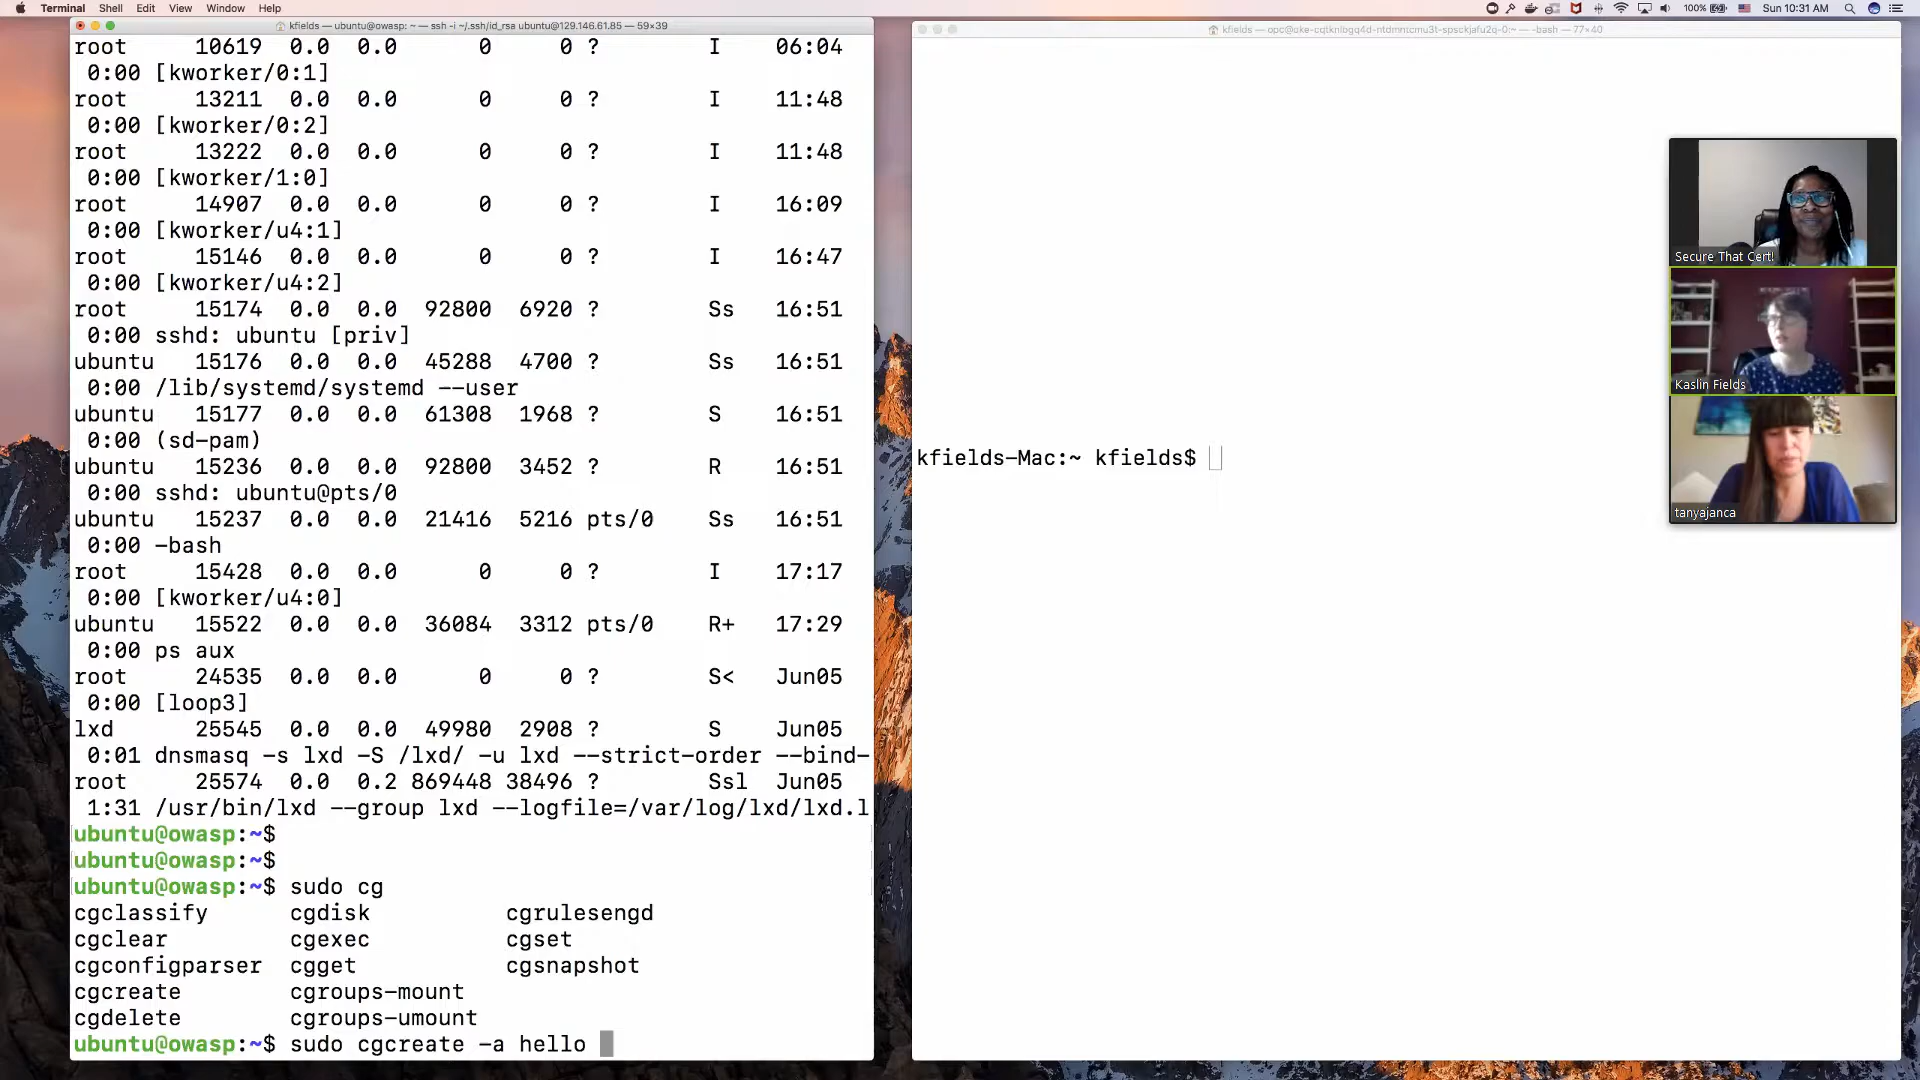 Terminal Shell Edit View Window Help
100% Sun 10:31 AM
kfields — ubuntu@owasp: ~ — ssh -i ~/.ssh/id_rsa ubuntu@129.146.61.85 — 59×39
root 10619 0.0 0.0 0 0 ? I 06:04
0:00 [kworker/0:1]
root 13211 0.0 0.0 0 0 ? I 11:48
0:00 [kworker/0:2]
root 13222 0.0 0.0 0 0 ? I 11:48
0:00 [kworker/1:0]
root 14907 0.0 0.0 0 0 ? I 16:09
0:00 [kworker/u4:1]
root 15146 0.0 0.0 0 0 ? I 16:47
0:00 [kworker/u4:2]
root 15174 0.0 0.0 92800 6920 ? Ss 16:51
0:00 sshd: ubuntu [priv]
ubuntu 15176 0.0 0.0 45288 4700 ? Ss 16:51
0:00 /lib/systemd/systemd --user
ubuntu 15177 0.0 0.0 61308 1968 ? S 16:51
0:00 (sd-pam)
ubuntu 15236 0.0 0.0 92800 3452 ? R 16:51
0:00 sshd: ubuntu@pts/0
ubuntu 15237 0.0 0.0 21416 5216 pts/0 Ss 16:51
0:00 -bash
root 15428 0.0 0.0 0 0 ? I 17:17
0:00 [kworker/u4:0]
ubuntu 15522 0.0 0.0 36084 3312 pts/0 R+ 17:29
0:00 ps aux
root 24535 0.0 0.0 0 0 ? S< Jun05
0:00 [loop3]
lxd 25545 0.0 0.0 49980 2908 ? S Jun05
0:01 dnsmasq -s lxd -S /lxd/ -u lxd --strict-order --bind-
root 25574 0.0 0.2 869448 38496 ? Ssl Jun05
1:31 /usr/bin/lxd --group lxd --logfile=/var/log/lxd/lxd.l
ubuntu@owasp:~$
ubuntu@owasp:~$
ubuntu@owasp:~$ sudo cg
cgclassify cgdisk cgrulesengd
cgclear cgexec cgset
cgconfigparser cgget cgsnapshot
cgcreate cgroups-mount
cgdelete cgroups-umount
ubuntu@owasp:~$ sudo cgcreate -a hello
kfields-Mac:~ kfields$
Secure That Cert!
Kaslin Fields
tanyajanca